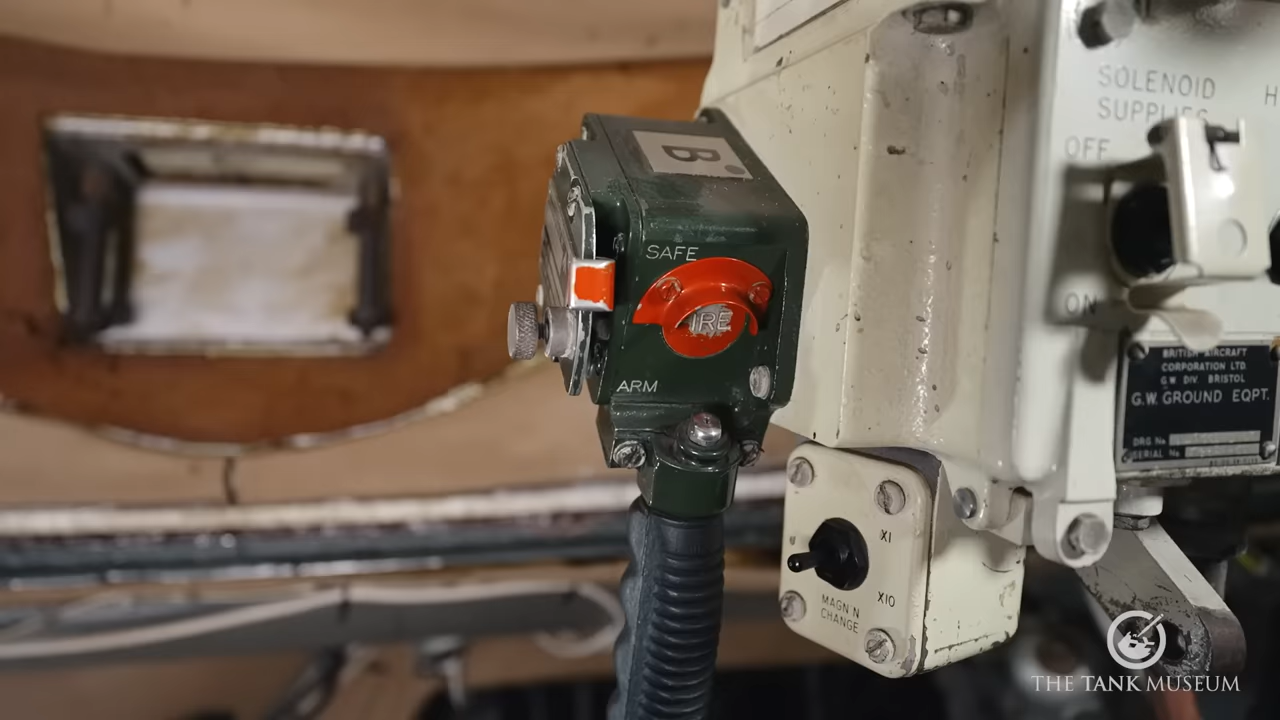 B
SAFE
FIRE
ARM
SOLENOID
SUPPLIES
H
OFF
ON
BRITISH AIRCRAFT
CORPORATION LTD.
G W DIV. BRISTOL
G.W. GROUND EQPT.
DRG No
SERIAL No
X1
X10
MAGN'N
CHANGE
THE TANK MUSEUM